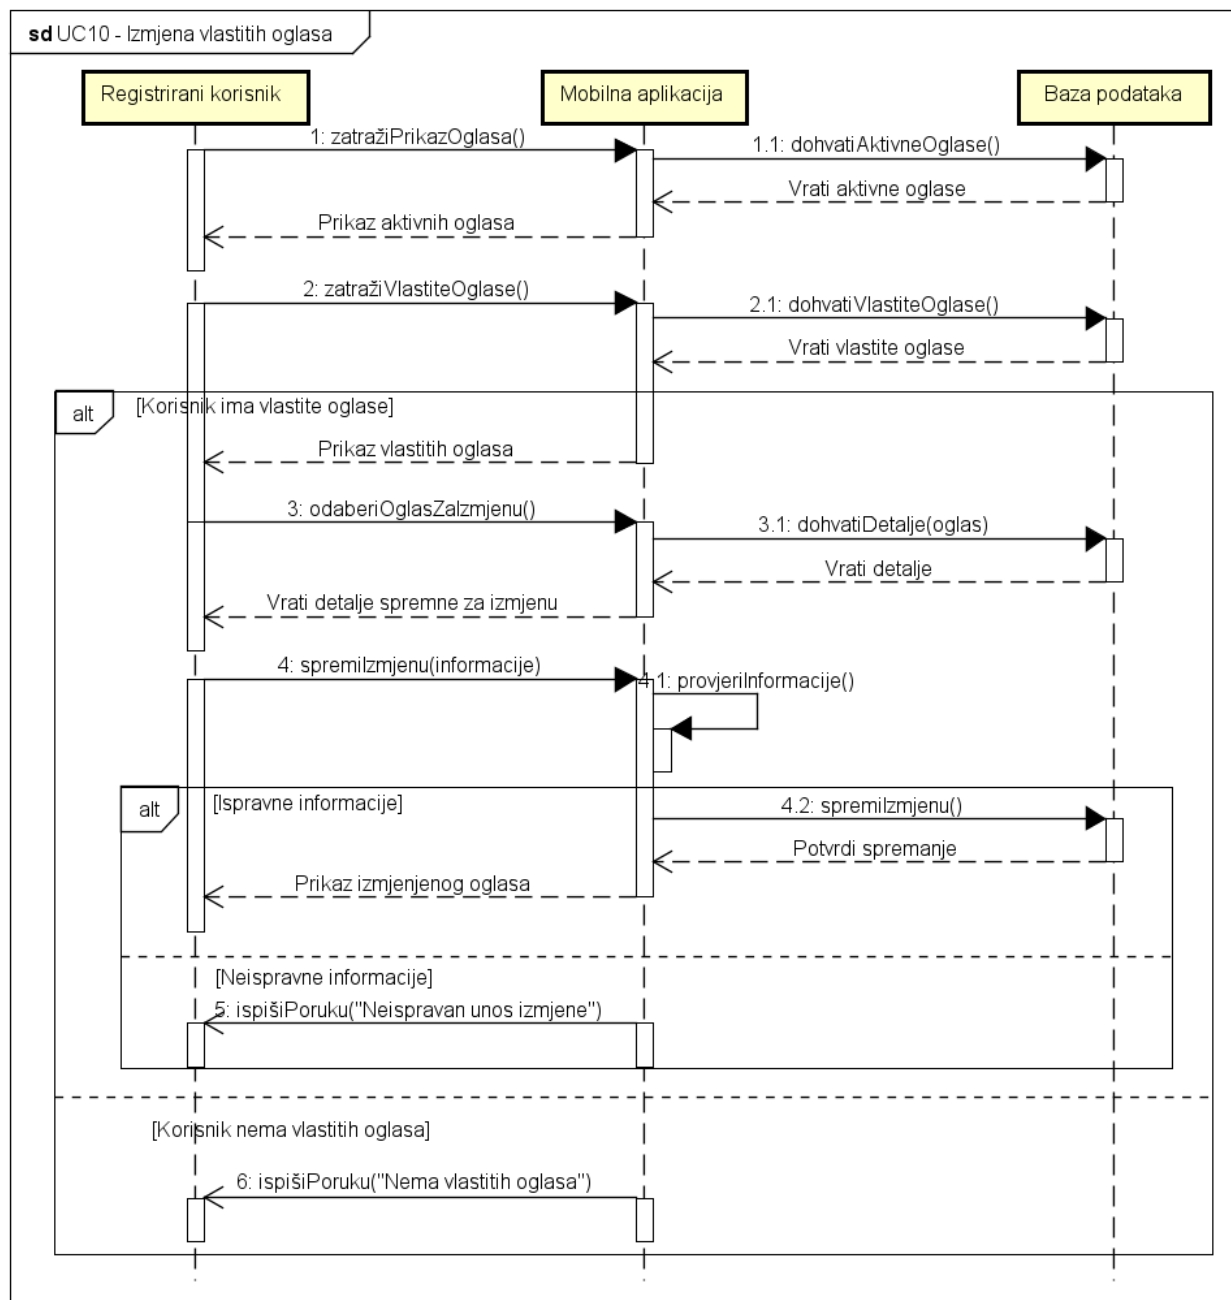 sd UC10 - Izmjena vlastitih oglasa
Registrirani korisnik
Mobilna aplikacija
Baza podataka
1: zatražiPrikazOglasa()
1.1: dohvatiAktivneOglase()
Vrati aktivne oglase
Prikaz aktivnih oglasa
2: zatražiVlastiteOglase()
2.1: dohvatiVlastiteOglase()
Vrati vlastite oglase
alt
[Korisnik ima vlastite oglase]
Prikaz vlastitih oglasa
3: odaberiOglasZaIzmjenu()
3.1: dohvatiDetalje(oglas)
Vrati detalje
Vrati detalje spremne za izmjenu
4: spremiIzmjenu(informacije)
4.1: provjeriInformacije()
alt
[Ispravne informacije]
4.2: spremiIzmjenu()
Potvrdi spremanje
Prikaz izmjenjenog oglasa
[Neispravne informacije]
5: ispišiPoruku("Neispravan unos izmjene")
[Korisnik nema vlastitih oglasa]
6: ispišiPoruku("Nema vlastitih oglasa")